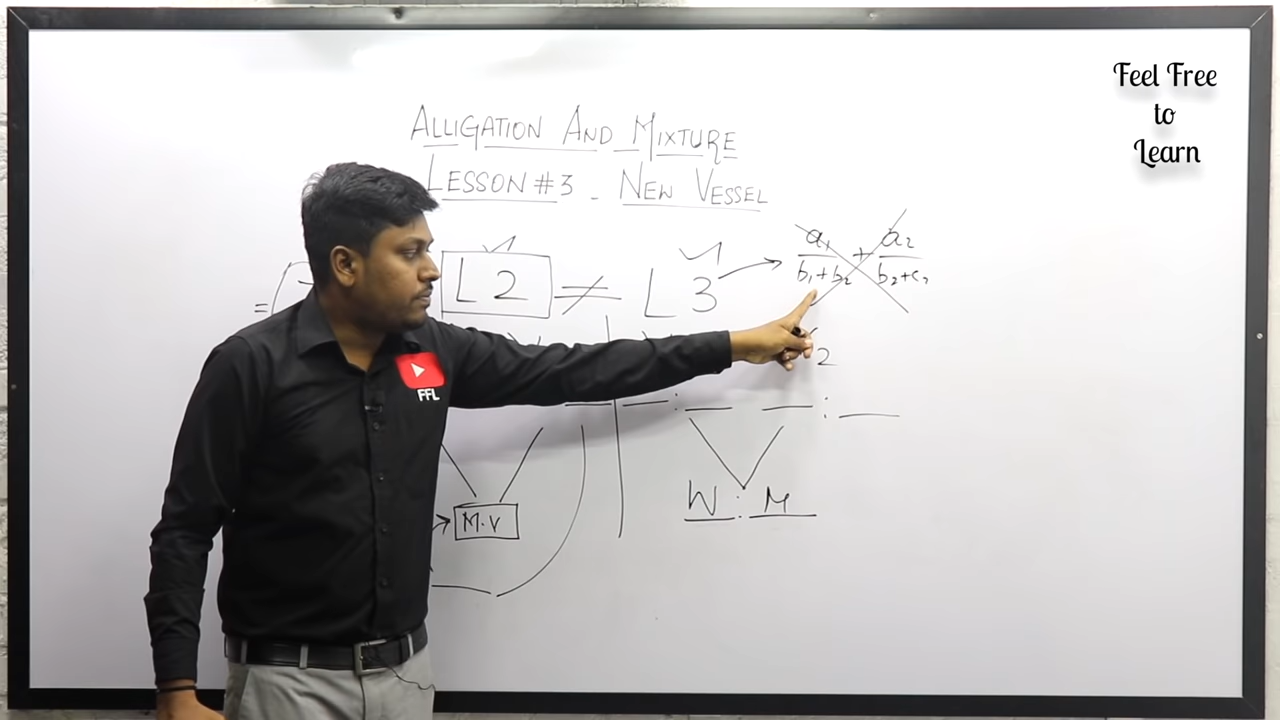 Feel Free
to
Learn
ALLIGATION AND MIXTURE
LESSON #3 - NEW VESSEL
= L2 ≠ L3 → a₁/(b₁+b₂) + a₂/(b₂+c₂)
2
— : — — : —
M.V
W : M
FFL